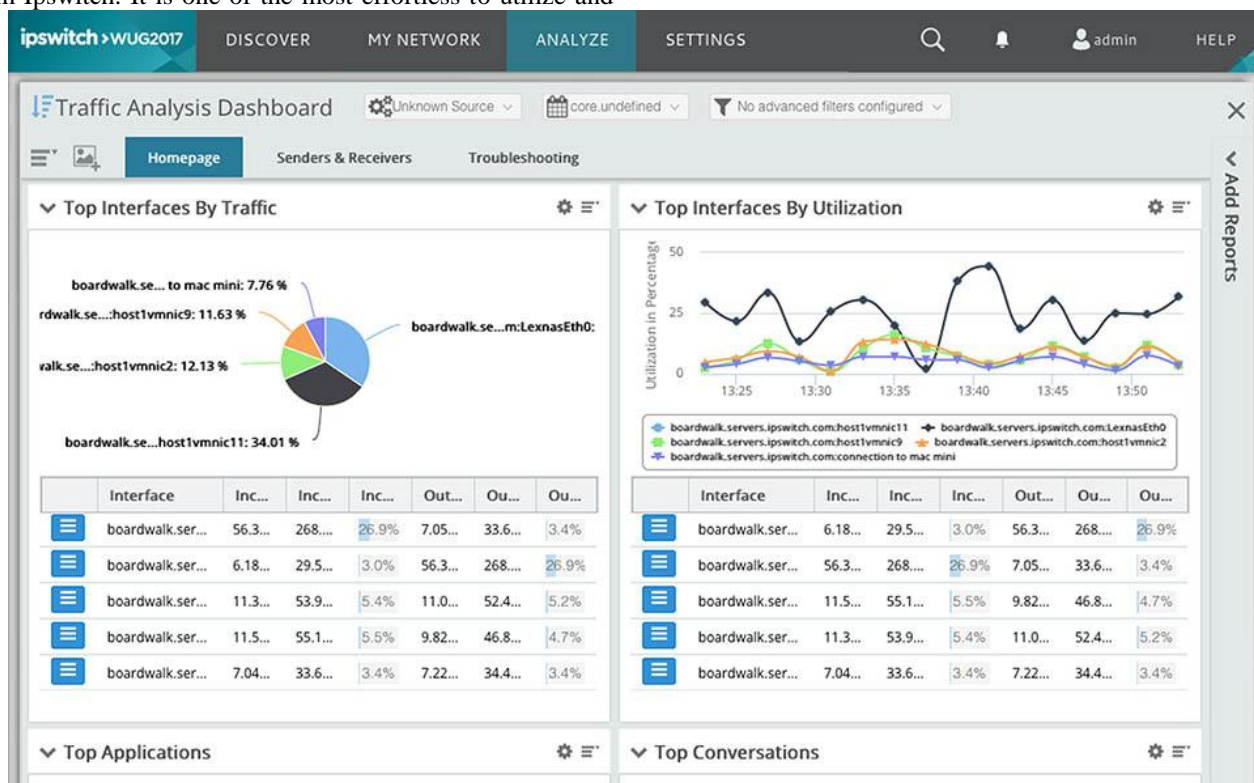 Ipswitch. It is one of the most effortless to utilize and
ipswitch >WUG2017 DISCOVER MY NETWORK ANALYZE SETTINGS admin HELP
Traffic Analysis Dashboard Unknown Source core.undefined No advanced filters configured
Homepage Senders & Receivers Troubleshooting
Add Reports
Top Interfaces By Traffic
boardwalk.se... to mac mini: 7.76 %
rdwalk.se...:host1vmnic9: 11.63 %
boardwalk.se...m:LexnasEth0:
valk.se...:host1vmnic2: 12.13 %
boardwalk.se...host1vmnic11: 34.01 %
Interface Inc... Inc... Inc... Out... Ou... Ou...
boardwalk.ser... 56.3... 268.... 26.9% 7.05... 33.6... 3.4%
boardwalk.ser... 6.18... 29.5... 3.0% 56.3... 268.... 26.9%
boardwalk.ser... 11.3... 53.9... 5.4% 11.0... 52.4... 5.2%
boardwalk.ser... 11.5... 55.1... 5.5% 9.82... 46.8... 4.7%
boardwalk.ser... 7.04... 33.6... 3.4% 7.22... 34.4... 3.4%
Top Interfaces By Utilization
Utilization in Percentage
50
25
0
13:25 13:30 13:35 13:40 13:45 13:50
boardwalk.servers.ipswitch.com:host1vmnic11 boardwalk.servers.ipswitch.com:LexnasEth0
boardwalk.servers.ipswitch.com:host1vmnic9 boardwalk.servers.ipswitch.com:host1vmnic2
boardwalk.servers.ipswitch.com:connection to mac mini
Interface Inc... Inc... Inc... Out... Ou... Ou...
boardwalk.ser... 6.18... 29.5... 3.0% 56.3... 268.... 26.9%
boardwalk.ser... 56.3... 268.... 26.9% 7.05... 33.6... 3.4%
boardwalk.ser... 11.5... 55.1... 5.5% 9.82... 46.8... 4.7%
boardwalk.ser... 11.3... 53.9... 5.4% 11.0... 52.4... 5.2%
boardwalk.ser... 7.04... 33.6... 3.4% 7.22... 34.4... 3.4%
Top Applications
Top Conversations